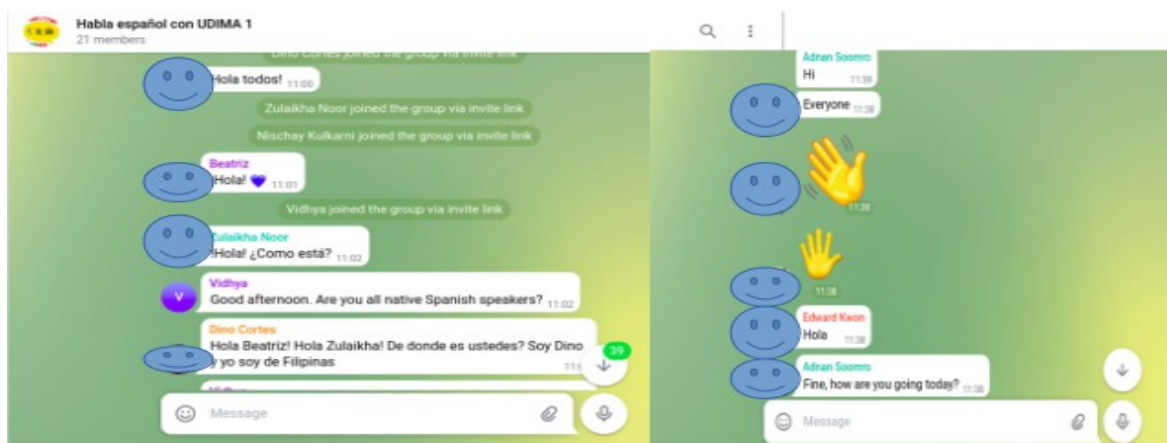 Habla español con UDIMA 1
21 members
Dino Cortes joined the group via invite link
Hola todos! 11:00
Zulaikha Noor joined the group via invite link
Nischay Kulkarni joined the group via invite link
Beatriz
¡Hola! 💜 11:01
Vidhya joined the group via invite link
Zulaikha Noor
!Hola! ¿Como está? 11:02
V
Vidhya
Good afternoon. Are you all native Spanish speakers? 11:02
Dino Cortes
Hola Beatriz! Hola Zulaikha! De donde es ustedes? Soy Dino
y yo soy de Filipinas
39
Vidhya
Message
Adnan Soomro
Hi 11:38
Everyone 11:38
11:38
11:38
Edward Kwon
Hola 11:38
Adnan Soomro
Fine, how are you going today? 11:38
Message